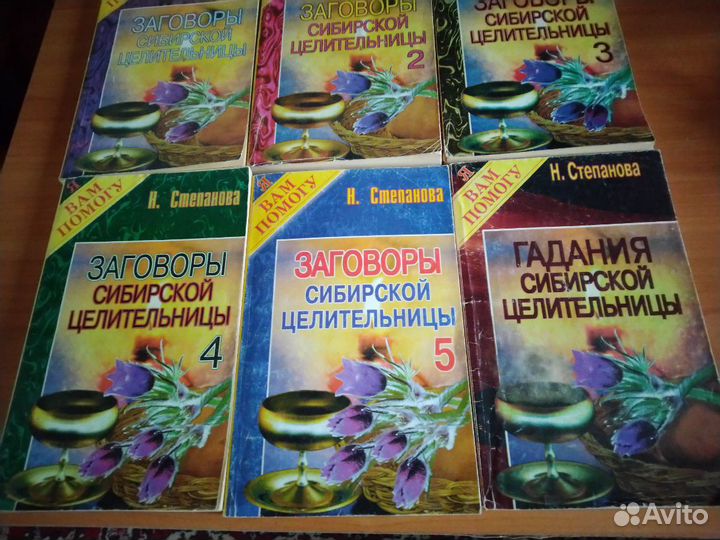 ЗАГОВОРЫ
СИБИРСКОЙ
ЦЕЛИТЕЛЬНИЦЫ
ЗАГОВОРЫ
СИБИРСКОЙ
ЦЕЛИТЕЛЬНИЦЫ
2
ЗАГОВОРЫ
СИБИРСКОЙ
ЦЕЛИТЕЛЬНИЦЫ
3
Я
ВАМ
ПОМОГУ
Н. Степанова
ЗАГОВОРЫ
СИБИРСКОЙ
ЦЕЛИТЕЛЬНИЦЫ
4
Я
ВАМ
ПОМОГУ
Н. Степанова
ЗАГОВОРЫ
СИБИРСКОЙ
ЦЕЛИТЕЛЬНИЦЫ
5
Я
ВАМ
ПОМОГУ
Н. Степанова
ГАДАНИЯ
СИБИРСКОЙ
ЦЕЛИТЕЛЬНИЦЫ
Avito